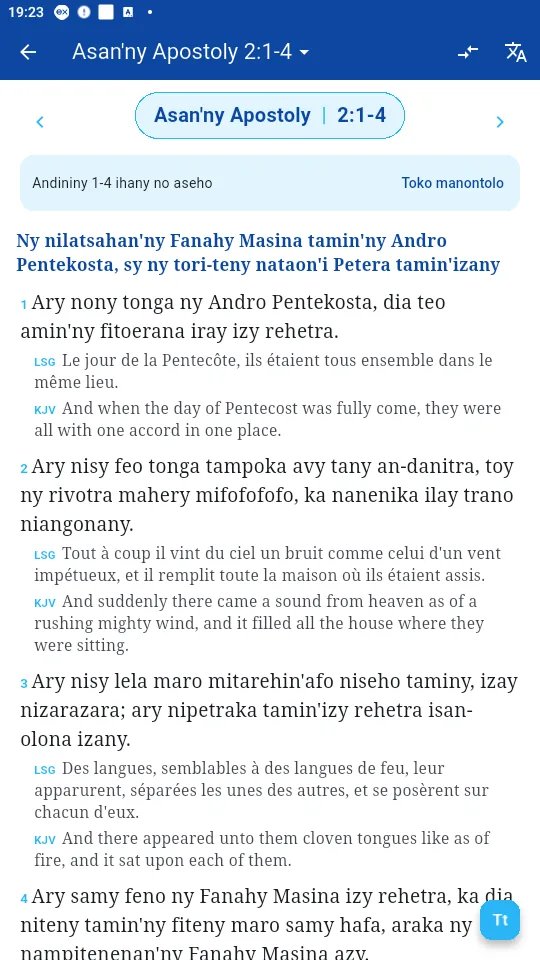 19:23
Asan'ny Apostoly 2:1-4
Asan'ny Apostoly | 2:1-4
Andininy 1-4 ihany no aseho Toko manontolo
Ny nilatsahan'ny Fanahy Masina tamin'ny Andro
Pentekosta, sy ny tori-teny nataon'i Petera tamin'izany
1 Ary nony tonga ny Andro Pentekosta, dia teo
amin'ny fitoerana iray izy rehetra.
LSG Le jour de la Pentecôte, ils étaient tous ensemble dans le
même lieu.
KJV And when the day of Pentecost was fully come, they were
all with one accord in one place.
2 Ary nisy feo tonga tampoka avy tany an-danitra, toy
ny rivotra mahery mifofofofo, ka nanenika ilay trano
niangonany.
LSG Tout à coup il vint du ciel un bruit comme celui d'un vent
impétueux, et il remplit toute la maison où ils étaient assis.
KJV And suddenly there came a sound from heaven as of a
rushing mighty wind, and it filled all the house where they
were sitting.
3 Ary nisy lela maro mitarehin'afo niseho taminy, izay
nizarazara; ary nipetraka tamin'izy rehetra isan-
olona izany.
LSG Des langues, semblables à des langues de feu, leur
apparurent, séparées les unes des autres, et se posèrent sur
chacun d'eux.
KJV And there appeared unto them cloven tongues like as of
fire, and it sat upon each of them.
4 Ary samy feno ny Fanahy Masina izy rehetra, ka dia
niteny tamin'ny fiteny maro samy hafa, araka ny
nampitenenan'ny Fanahy Masina azy.
Tt